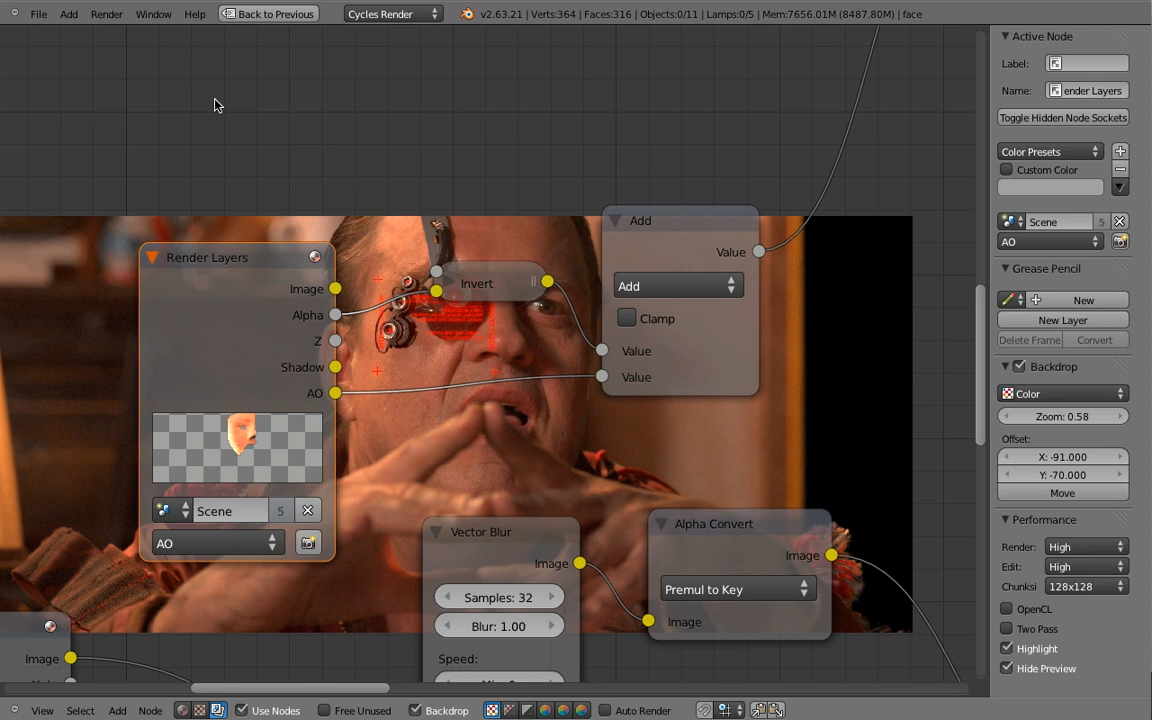 File Add Render Window Help Back to Previous Cycles Render v2.63.21 | Verts:364 | Faces:316 | Objects:0/11 | Lamps:0/5 | Mem:7656.01M (8487.80M) | face
Active Node
Label:
Name: ender Layers
Toggle Hidden Node Sockets
Color Presets
Custom Color
Scene 5
AO
Grease Pencil
New
New Layer
Delete Frame Convert
Backdrop
Color
Zoom: 0.58
Offset:
X: -91.000
Y: -70.000
Move
Performance
Render: High
Edit: High
Chunksi 128x128
OpenCL
Two Pass
Highlight
Hide Preview
Render Layers
Image
Alpha
Z
Shadow
AO
Scene 5
AO
Invert
Add
Value
Add
Clamp
Value
Value
Vector Blur
Image
Samples: 32
Blur: 1.00
Speed:
Alpha Convert
Image
Premul to Key
Image
Image
View Select Add Node Use Nodes Free Unused Backdrop Auto Render